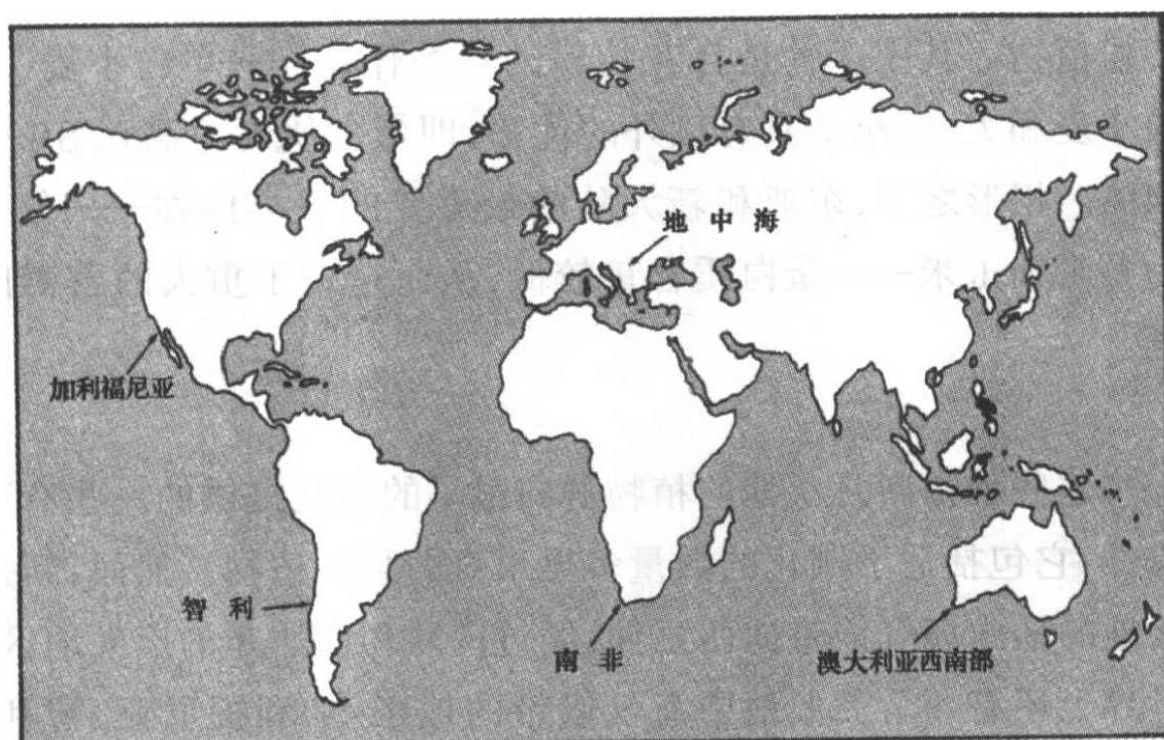 地中海
加利福尼亚
智利
南非
澳大利亚西南部